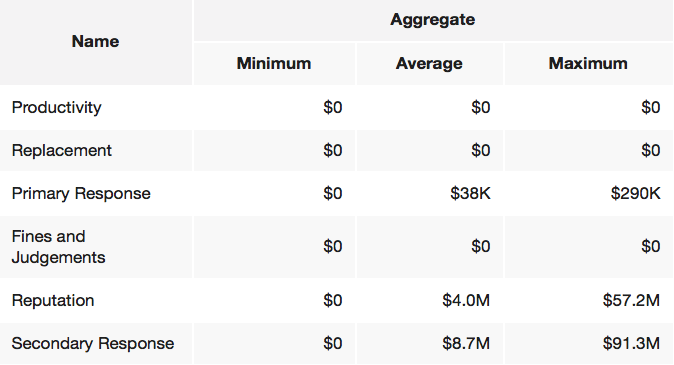 Name Aggregate
Minimum Average Maximum
Productivity $0 $0 $0
Replacement $0 $0 $0
Primary Response $0 $38K $290K
Fines and
Judgements $0 $0 $0
Reputation $0 $4.0M $57.2M
Secondary Response $0 $8.7M $91.3M